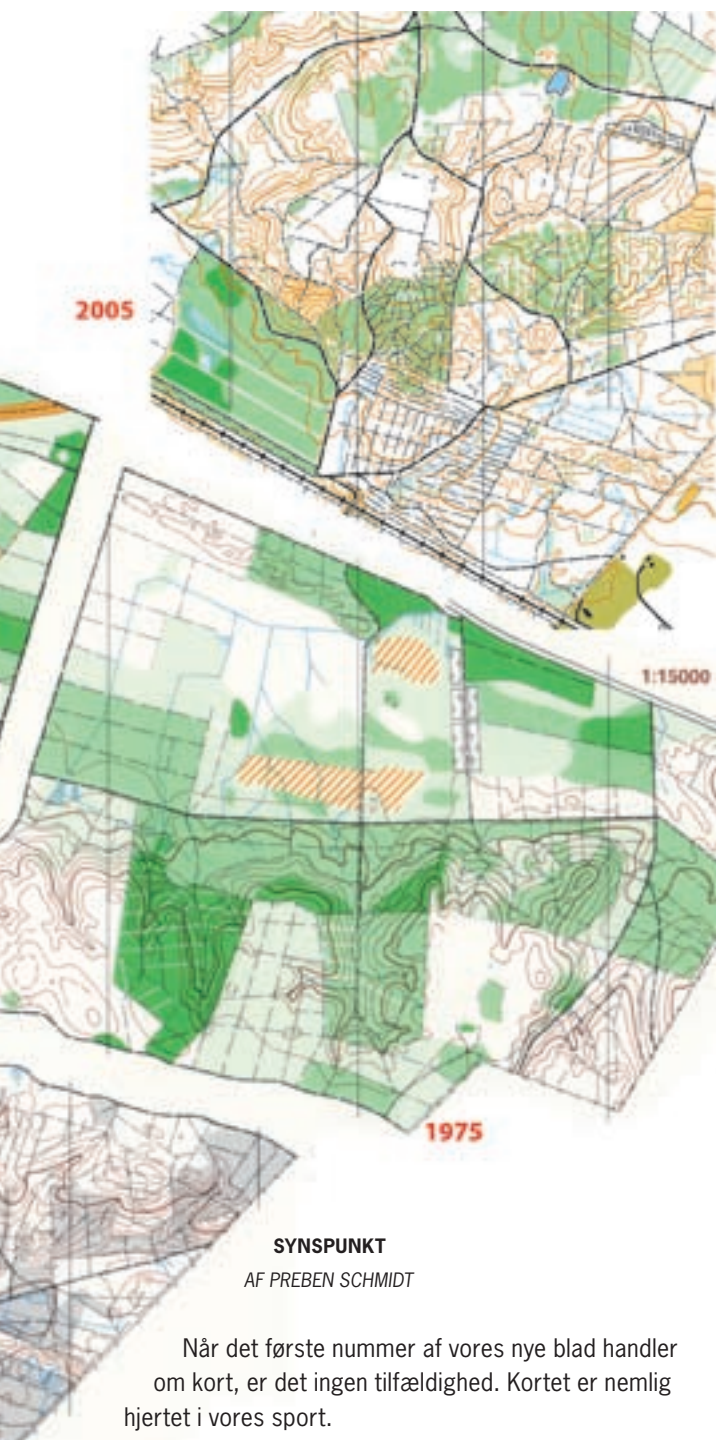 2005
1:15000
1975
SYNSPUNKT
AF PREBEN SCHMIDT
Når det første nummer af vores nye blad handler
om kort, er det ingen tilfældighed. Kortet er nemlig
hjertet i vores sport.